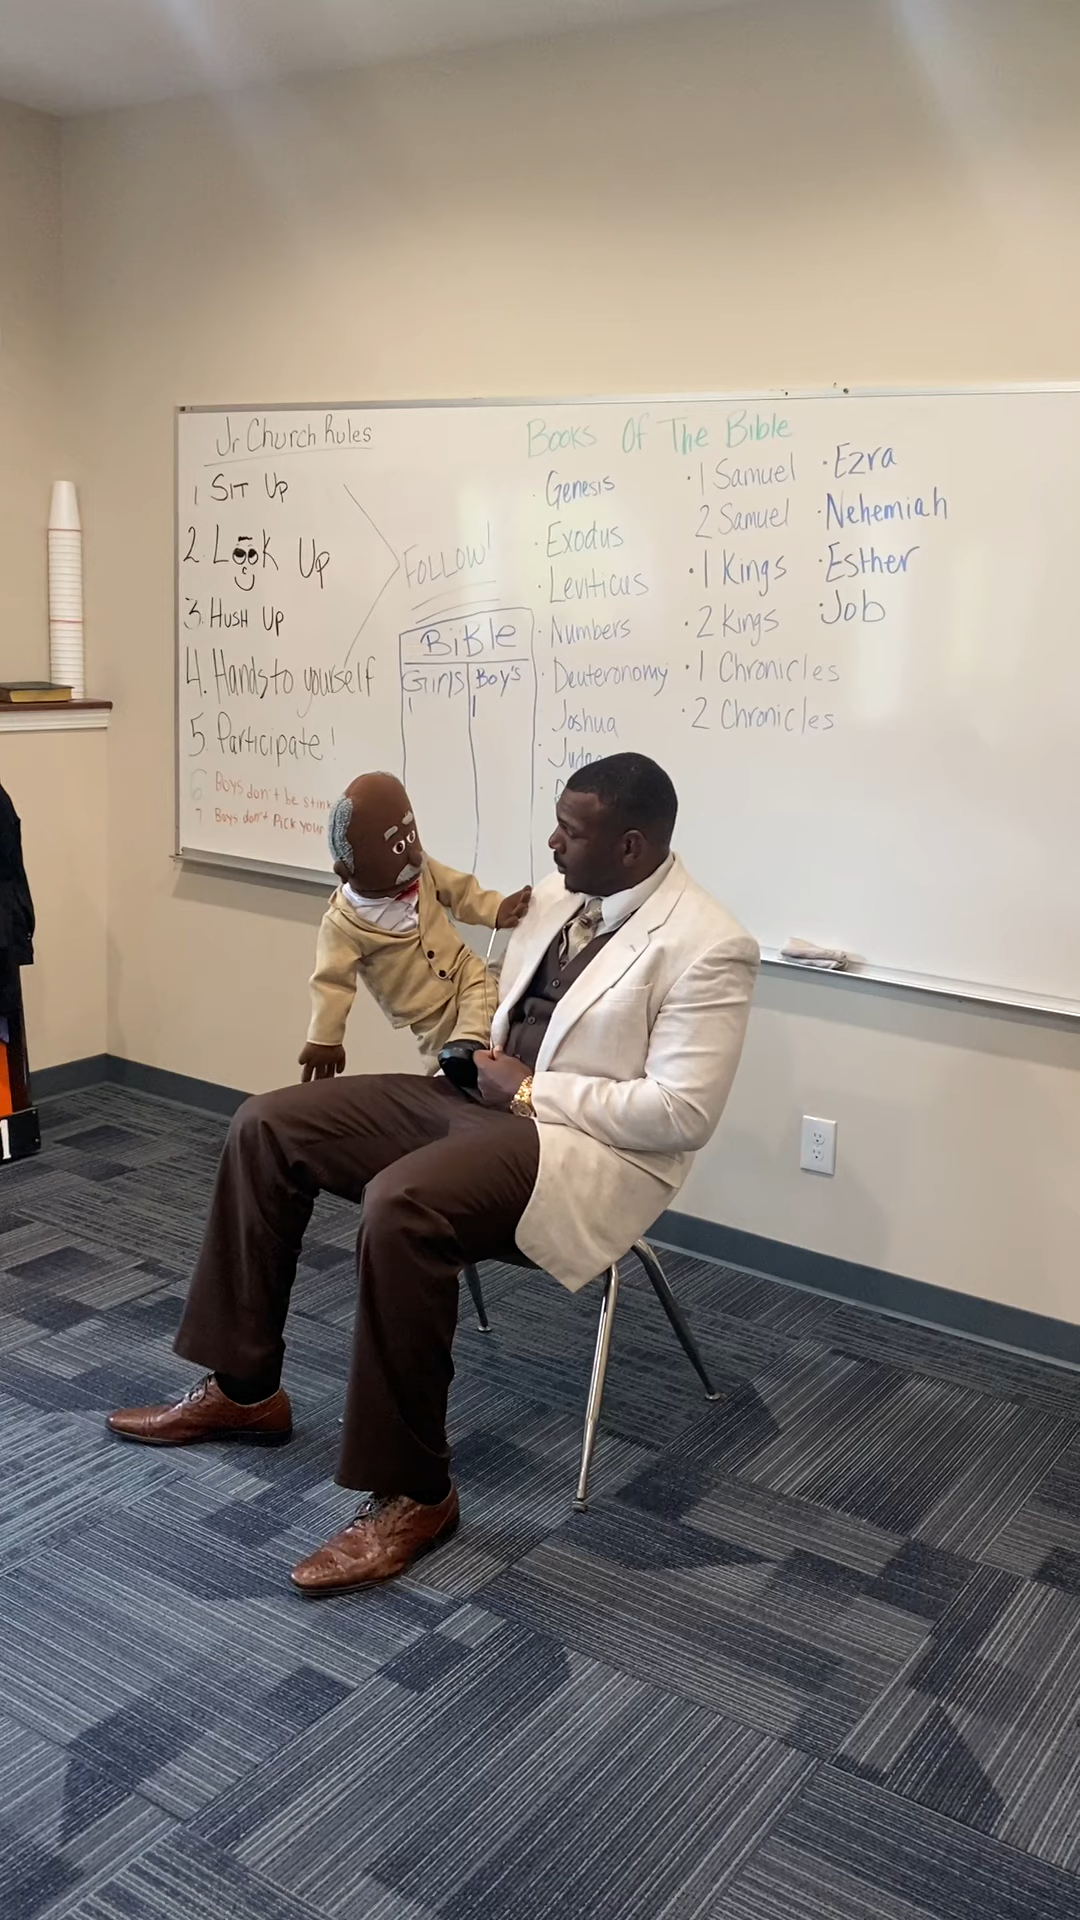 Jr Church Rules
1 SIT UP
2. LooK UP
3. HUSH UP
4. Hands to yourself
5. Participate!
6 Boys don't be
7 Boys don't Pick your
FOLLOW!
BiBle
Girls Boy's
1 1
Books Of The Bible
· Genesis
· Exodus
· Leviticus
· Numbers
· Deuteronomy
Joshua
· 1 Samuel
2 Samuel
· 1 Kings
· 2 Kings
· 1 Chronicles
· 2 Chronicles
· Ezra
· Nehemiah
· Esther
· Job